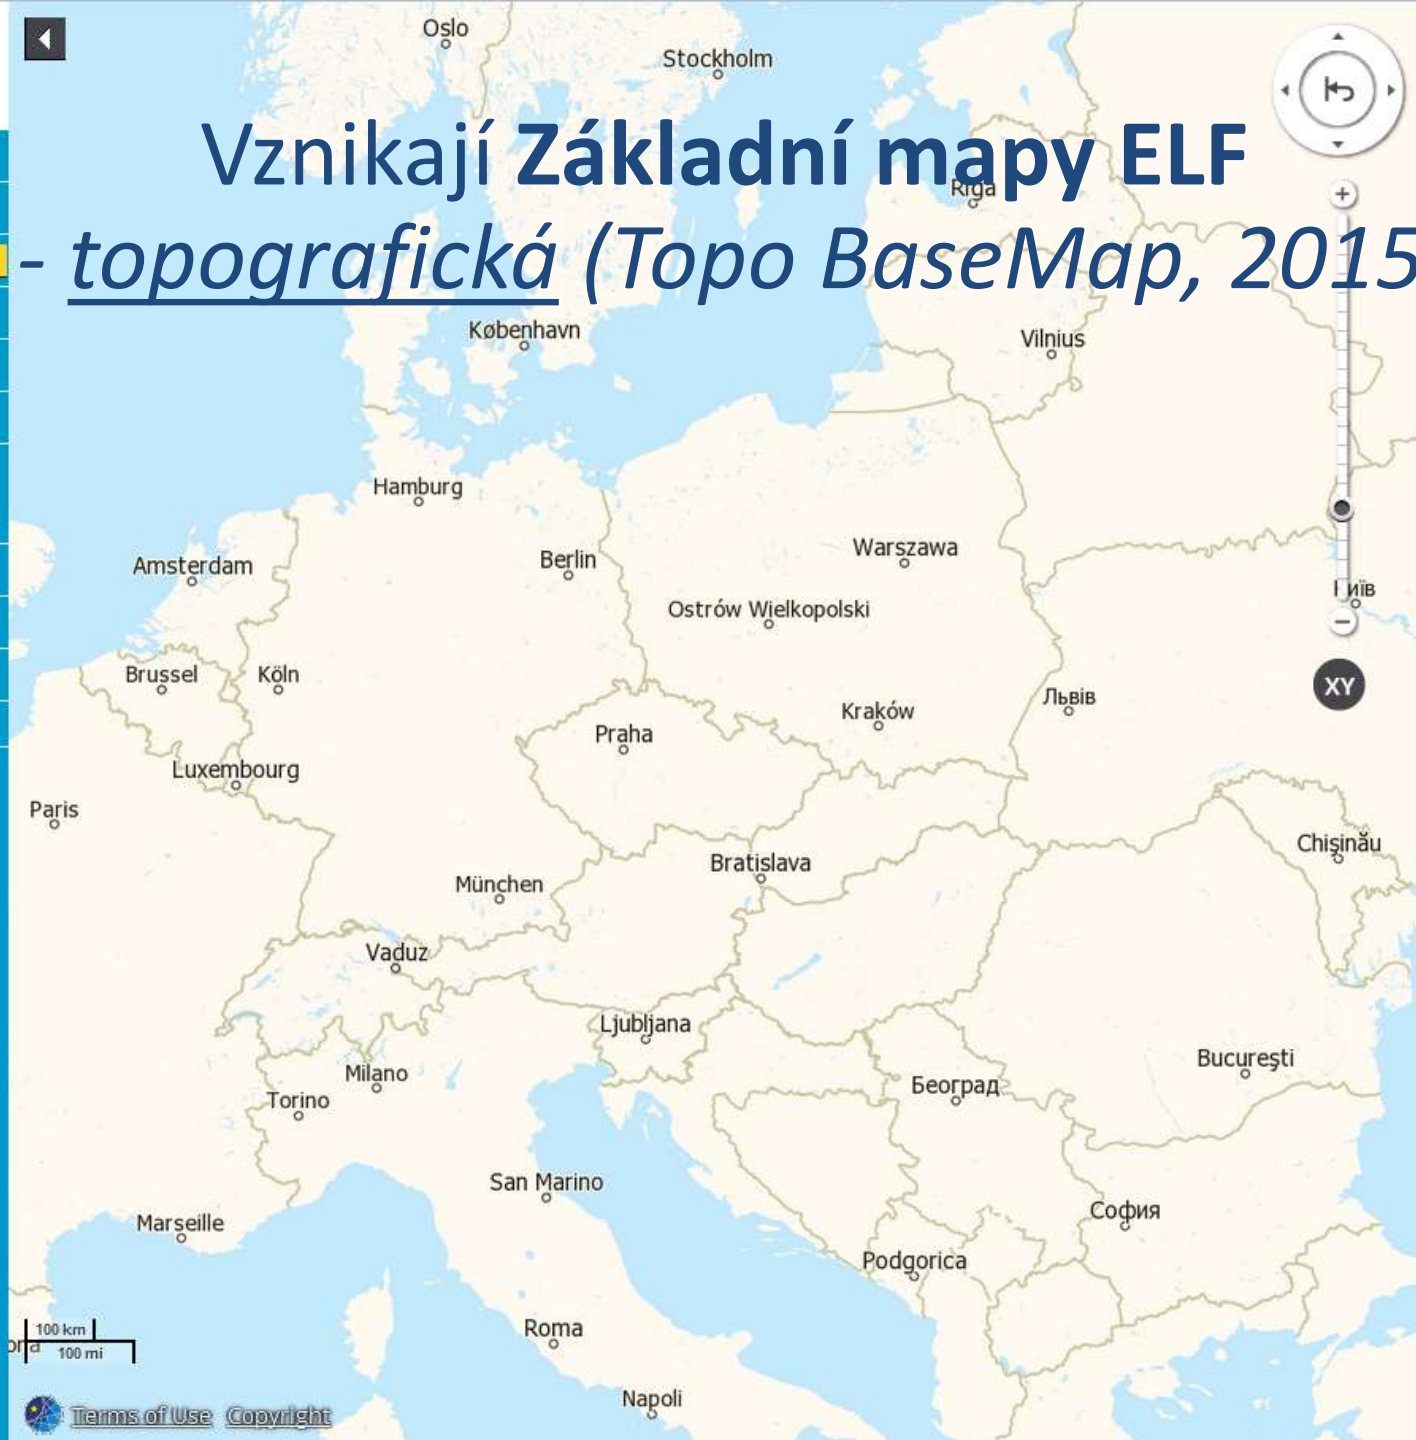 Oslo
Stockholm
Vznikají Základní mapy ELF
Rīga
- topografická (Topo BaseMap, 2015
København
Vilnius
Hamburg
Warszawa
Berlin
Amsterdam
Ostrów Wielkopolski
Brussel
Köln
XY
Львів
Kraków
Praha
Luxembourg
Paris
Chişinău
Bratislava
München
Vaduz
Ljubljana
Bucureşti
Milano
Београд
Torino
San Marino
София
Marseille
Podgorica
Roma
100 km
100 mi
Napoli
Terms of Use Copyright